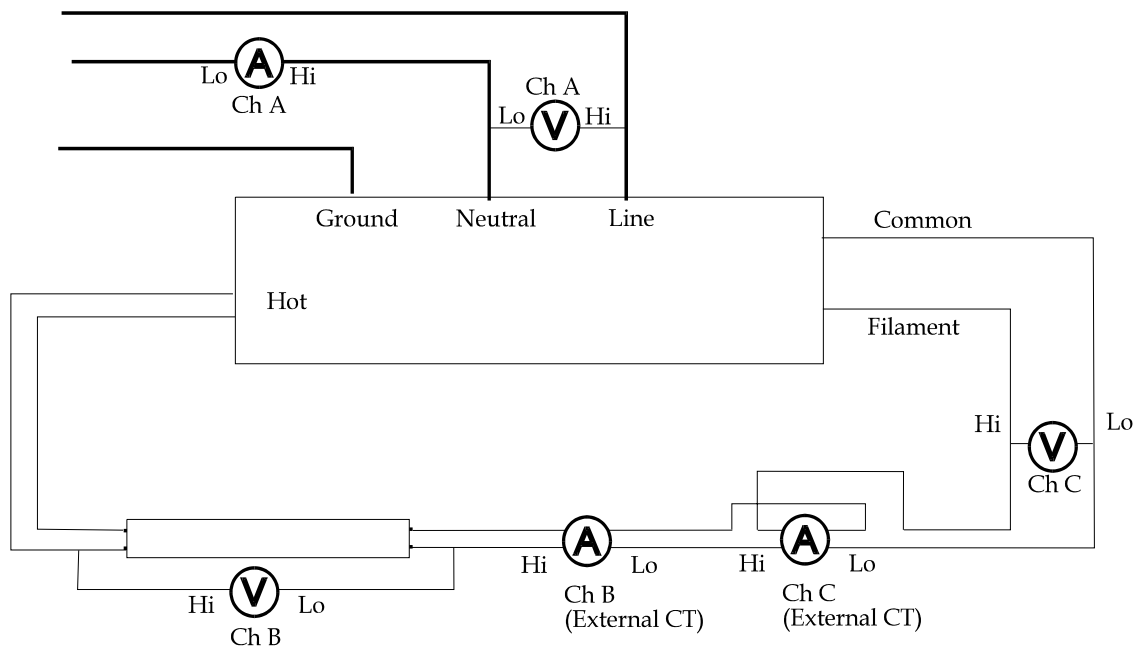 A
Lo
Hi
Ch A
Ch A
Lo
V
Hi
Ground
Neutral
Line
Common
Hot
Filament
Hi
V
Lo
Ch C
A
Hi
Lo
A
Hi
Lo
Ch B
(External CT)
Ch C
(External CT)
V
Hi
Lo
Ch B